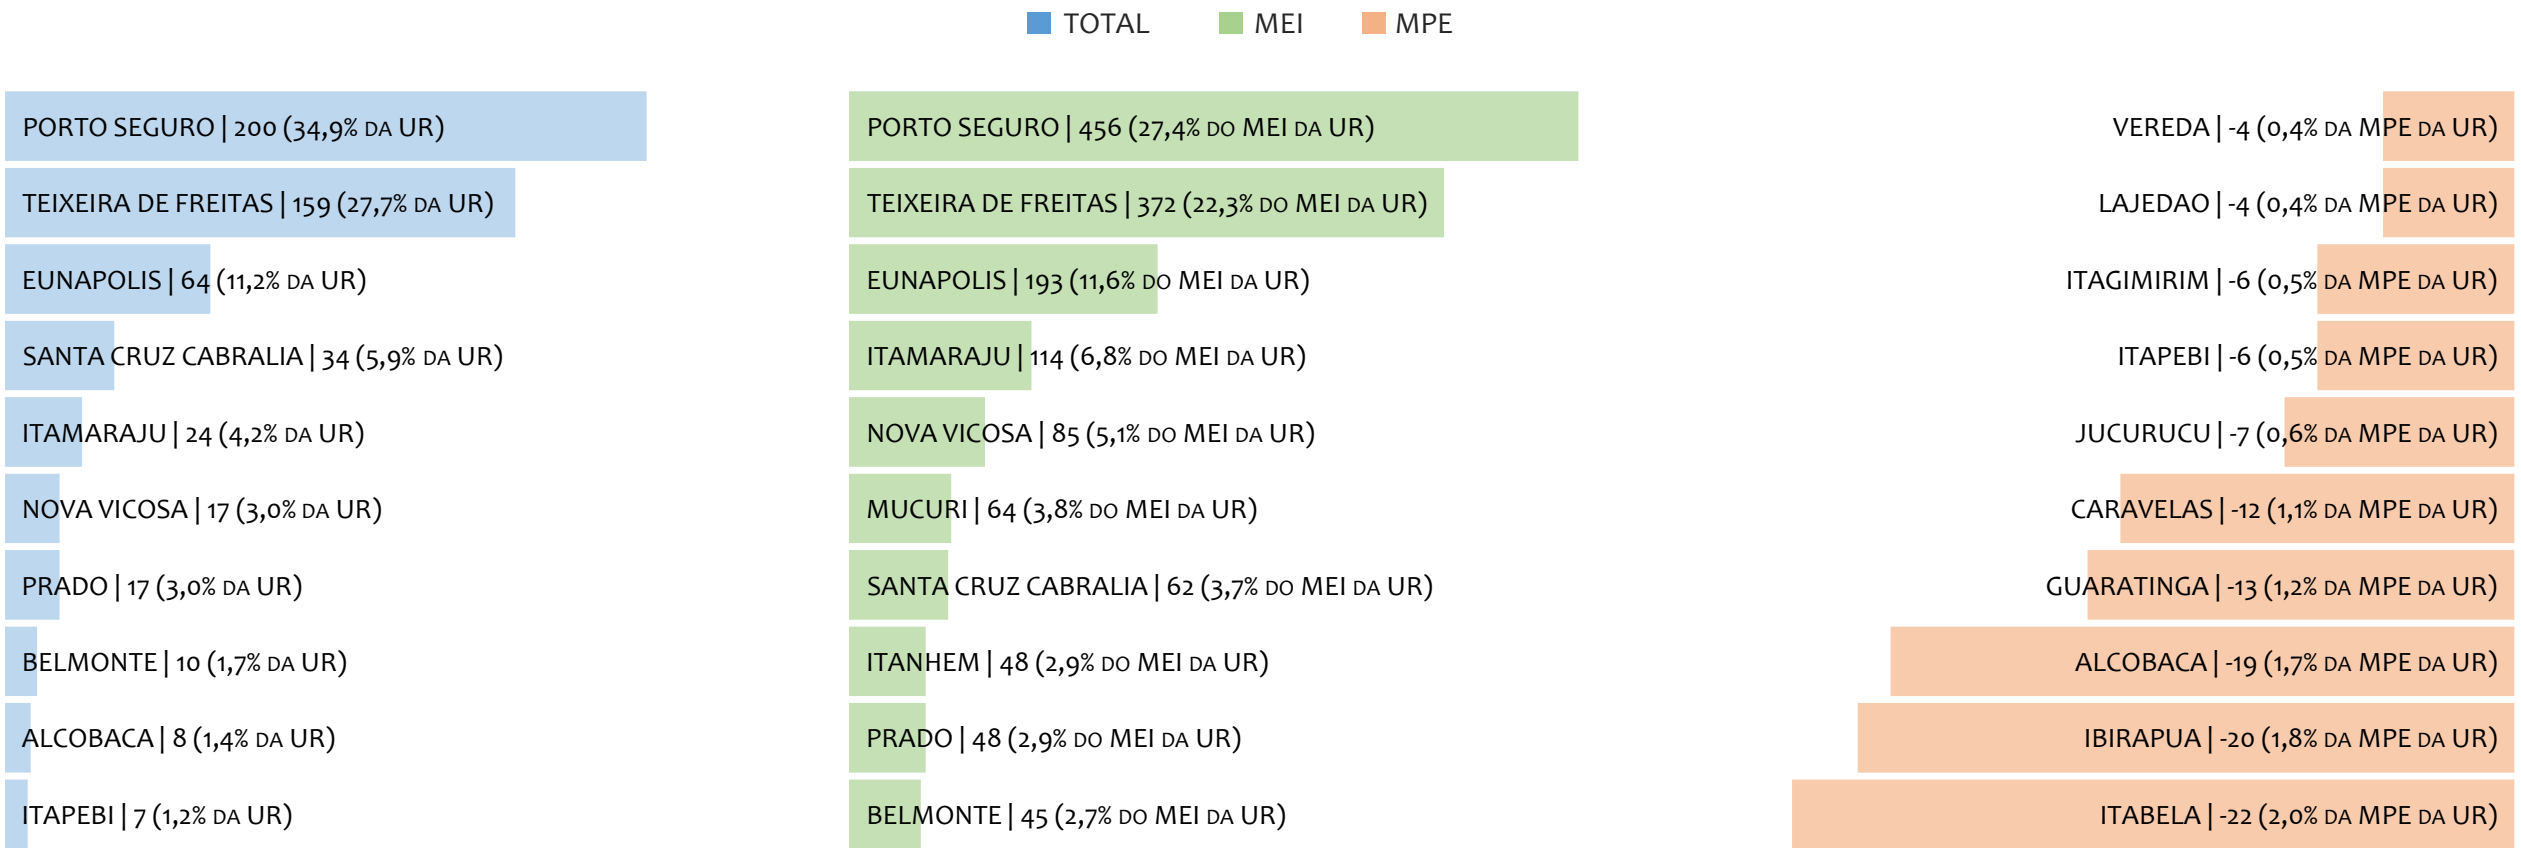 TOTAL MEI MPE
PORTO SEGURO | 200 (34,9% DA UR)
TEIXEIRA DE FREITAS | 159 (27,7% DA UR)
EUNAPOLIS | 64 (11,2% DA UR)
SANTA CRUZ CABRALIA | 34 (5,9% DA UR)
ITAMARAJU | 24 (4,2% DA UR)
NOVA VICOSA | 17 (3,0% DA UR)
PRADO | 17 (3,0% DA UR)
BELMONTE | 10 (1,7% DA UR)
ALCOBACA | 8 (1,4% DA UR)
ITAPEBI | 7 (1,2% DA UR)
PORTO SEGURO | 456 (27,4% DO MEI DA UR)
TEIXEIRA DE FREITAS | 372 (22,3% DO MEI DA UR)
EUNAPOLIS | 193 (11,6% DO MEI DA UR)
ITAMARAJU | 114 (6,8% DO MEI DA UR)
NOVA VICOSA | 85 (5,1% DO MEI DA UR)
MUCURI | 64 (3,8% DO MEI DA UR)
SANTA CRUZ CABRALIA | 62 (3,7% DO MEI DA UR)
ITANHEM | 48 (2,9% DO MEI DA UR)
PRADO | 48 (2,9% DO MEI DA UR)
BELMONTE | 45 (2,7% DO MEI DA UR)
VEREDA | -4 (0,4% DA MPE DA UR)
LAJEDAO | -4 (0,4% DA MPE DA UR)
ITAGIMIRIM | -6 (0,5% DA MPE DA UR)
ITAPEBI | -6 (0,5% DA MPE DA UR)
JUCURUCU | -7 (0,6% DA MPE DA UR)
CARAVELAS | -12 (1,1% DA MPE DA UR)
GUARATINGA | -13 (1,2% DA MPE DA UR)
ALCOBACA | -19 (1,7% DA MPE DA UR)
IBIRAPUA | -20 (1,8% DA MPE DA UR)
ITABELA | -22 (2,0% DA MPE DA UR)